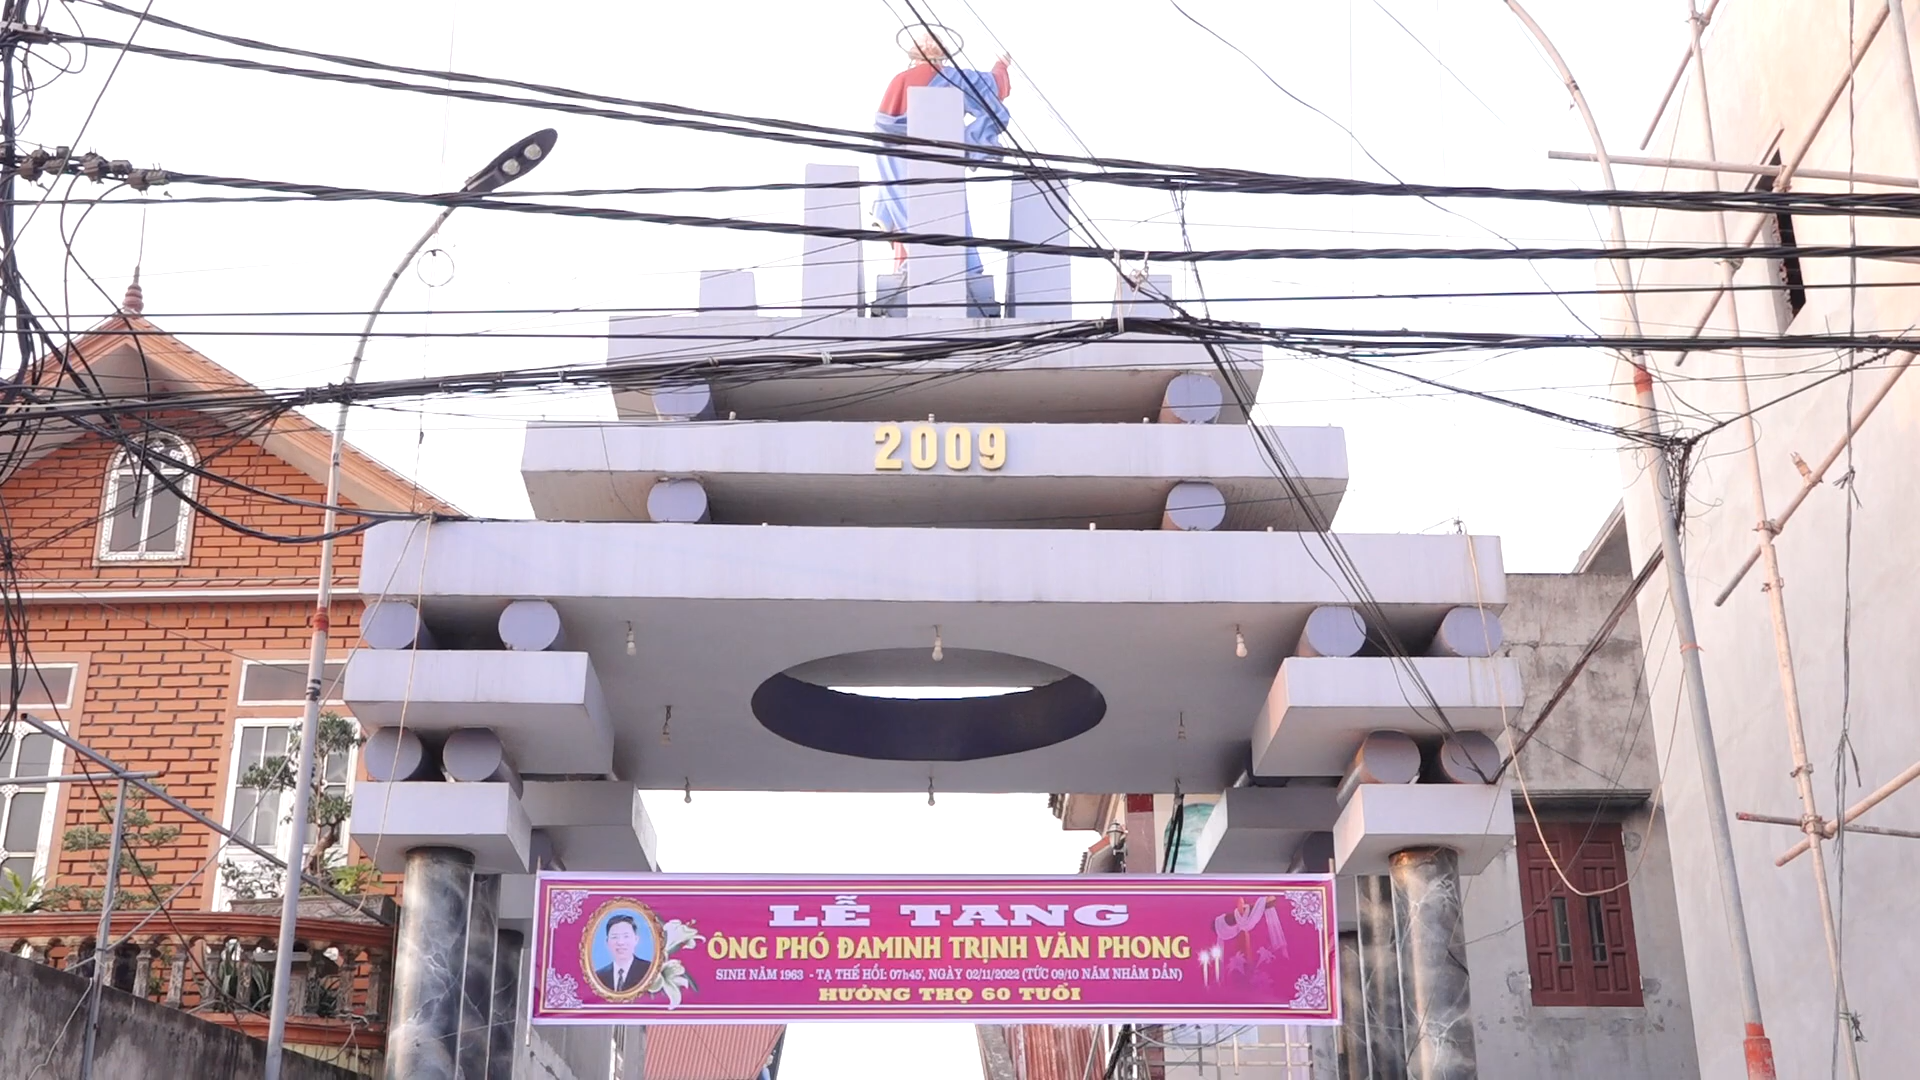 2009
LỄ TANG
ÔNG PHÓ ĐAMINH TRỊNH VĂN PHONG
SINH NĂM 1963 - TẠ THẾ HỒI: 07h45', NGÀY 02/11/2022 (TỨC 09/10 NĂM NHÂM DẦN)
HƯỞNG THỌ 60 TUỔI